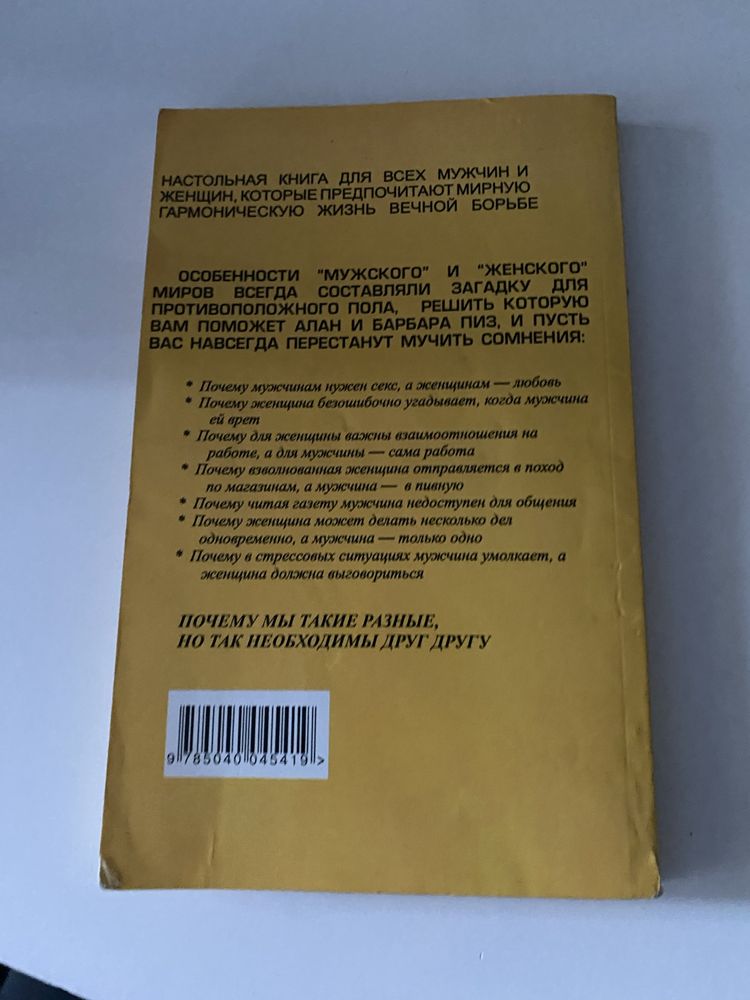 НАСТОЛЬНАЯ КНИГА ДЛЯ ВСЕХ МУЖЧИН И
ЖЕНЩИН, КОТОРЫЕ ПРЕДПОЧИТАЮТ МИРНУЮ
ГАРМОНИЧЕСКУЮ ЖИЗНЬ ВЕЧНОЙ БОРЬБЕ
ОСОБЕННОСТИ "МУЖСКОГО" И "ЖЕНСКОГО"
МИРОВ ВСЕГДА СОСТАВЛЯЛИ ЗАГАДКУ ДЛЯ
ПРОТИВОПОЛОЖНОГО ПОЛА, РЕШИТЬ КОТОРУЮ
ВАМ ПОМОЖЕТ АЛАН И БАРБАРА ПИЗ, И ПУСТЬ
ВАС НАВСЕГДА ПЕРЕСТАНУТ МУЧИТЬ СОМНЕНИЯ:
* Почему мужчинам нужен секс, а женщинам — любовь
* Почему женщина безошибочно угадывает, когда мужчина
ей врет
* Почему для женщины важны взаимоотношения на
работе, а для мужчины — сама работа
* Почему взволнованная женщина отправляется в поход
по магазинам, а мужчина — в пивную
* Почему читая газету мужчина недоступен для общения
* Почему женщина может делать несколько дел
одновременно, а мужчина — только одно
* Почему в стрессовых ситуациях мужчина умолкает, а
женщина должна выговориться
ПОЧЕМУ МЫ ТАКИЕ РАЗНЫЕ,
НО ТАК НЕОБХОДИМЫ ДРУГ ДРУГУ
9 785040 045419 >